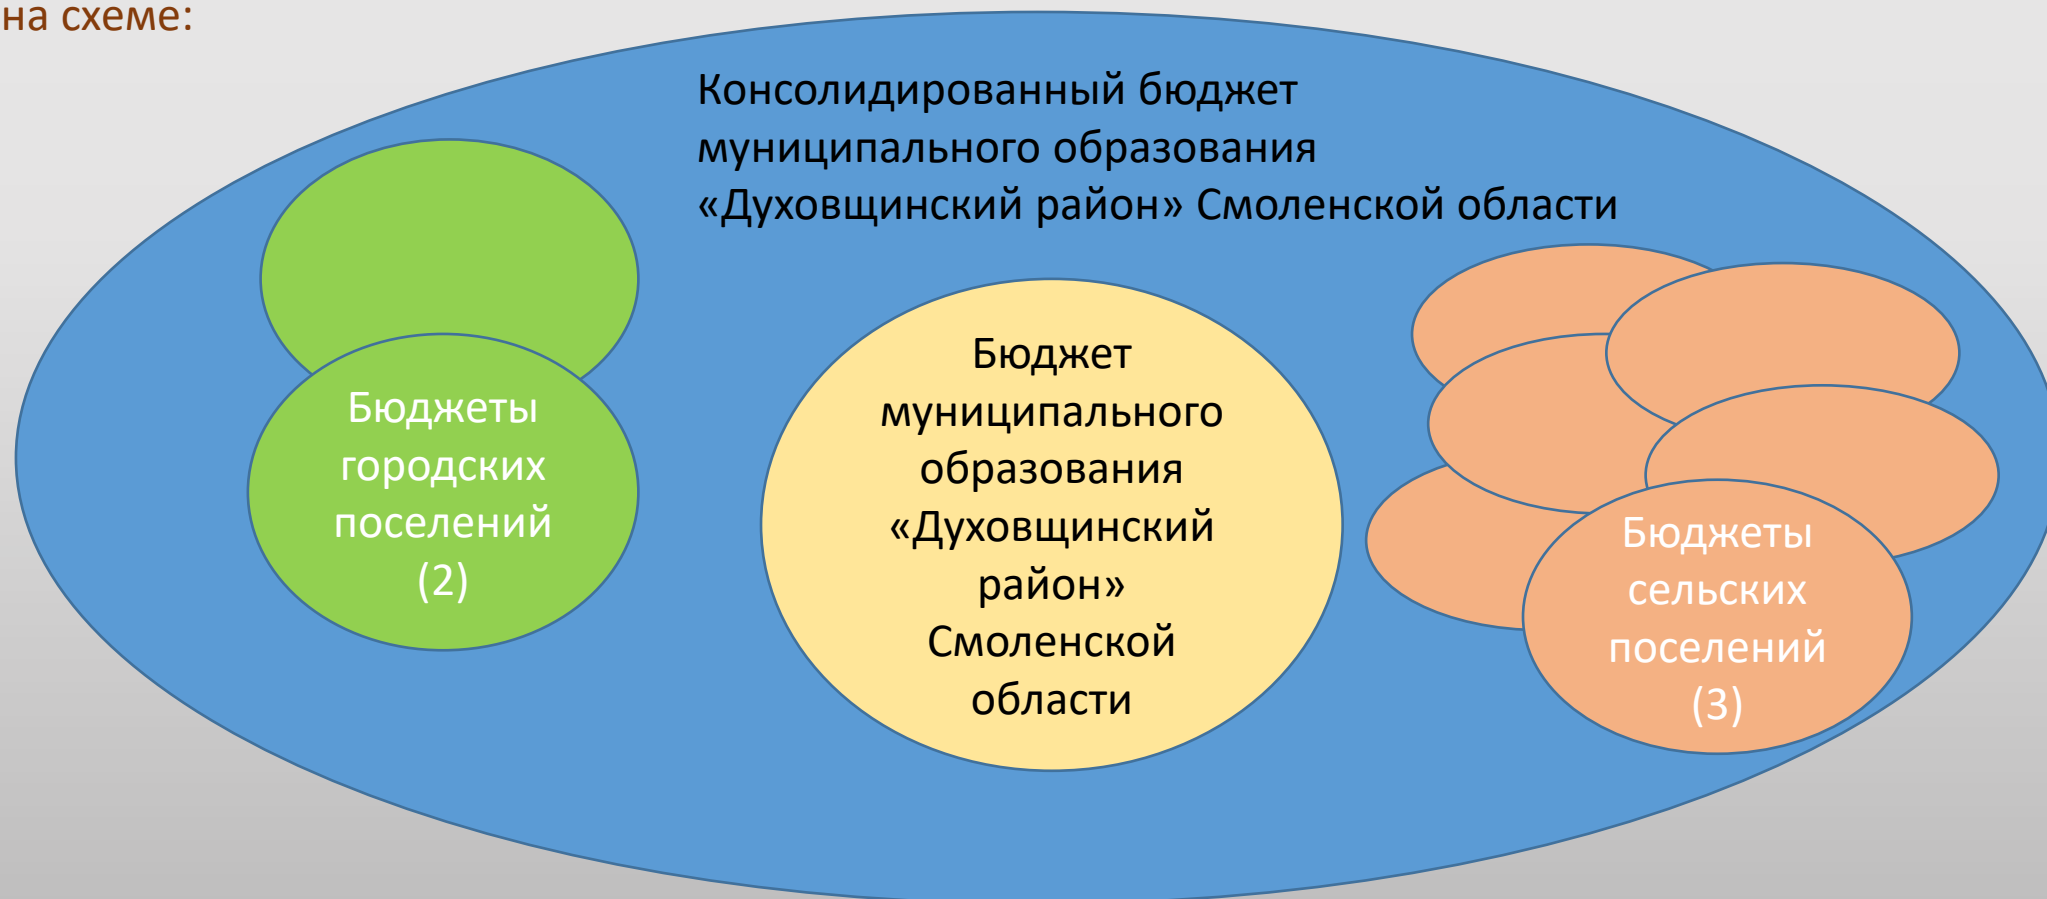 на схеме:
Консолидированный бюджет
муниципального образования
«Духовщинский район» Смоленской области
Бюджеты
городских
поселений
(2)
Бюджет
муниципального
образования
«Духовщинский
район»
Смоленской
области
Бюджеты
сельских
поселений
(3)